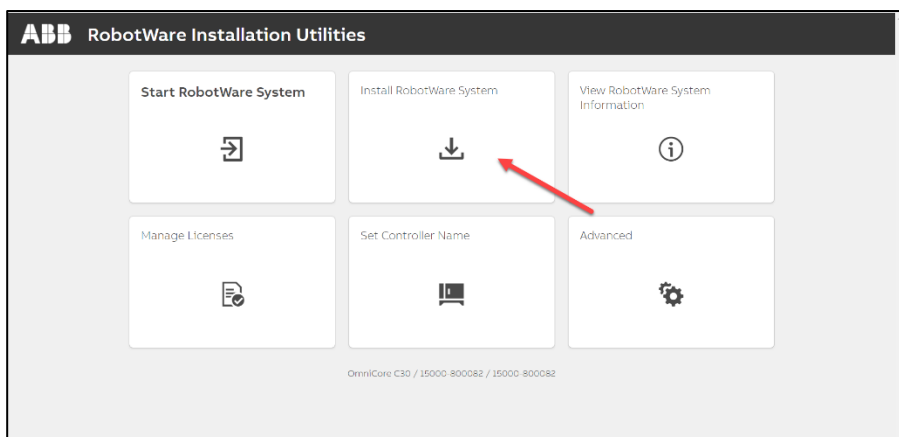 ABB RobotWare Installation Utilities
Start RobotWare System
Install RobotWare System
View RobotWare System
Information
Manage Licenses
Set Controller Name
Advanced
OmniCore C30 / 15000-800082 / 15000-800082